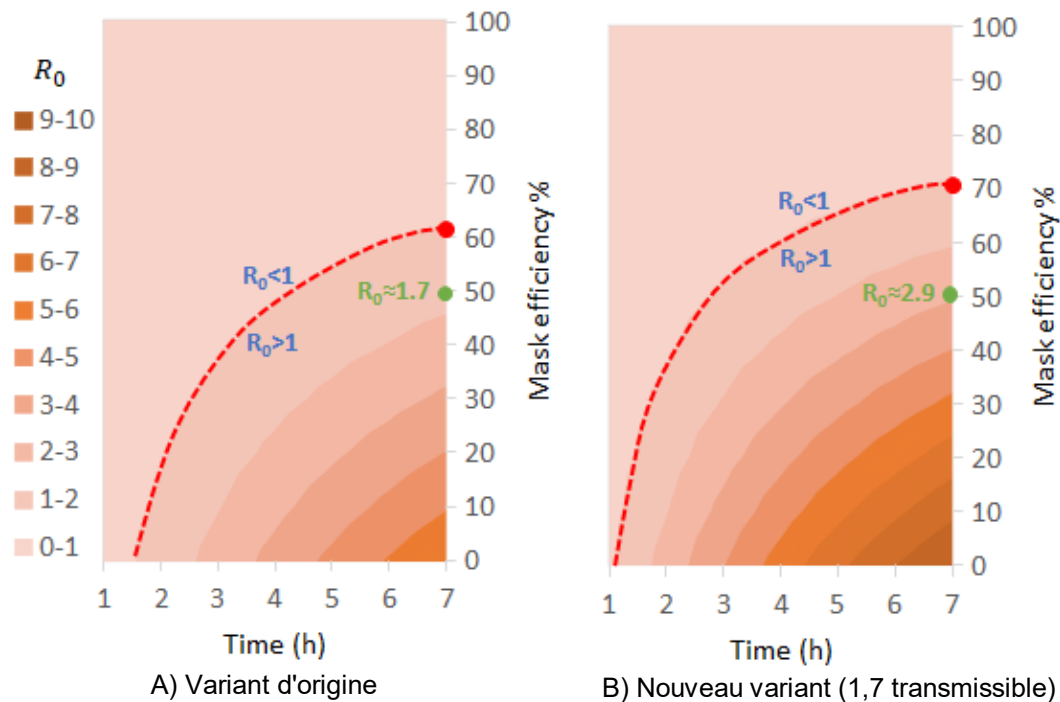 R₀
9-10
8-9
7-8
6-7
5-6
4-5
3-4
2-3
1-2
0-1
100
90
80
70
60
50
40
30
20
10
0
Mask efficiency %
R₀<1
R₀>1
R₀≈1.7
1 2 3 4 5 6 7
Time (h)
A) Variant d'origine
100
90
80
70
60
50
40
30
20
10
0
Mask efficiency %
R₀<1
R₀>1
R₀≈2.9
1 2 3 4 5 6 7
Time (h)
B) Nouveau variant (1,7 transmissible)